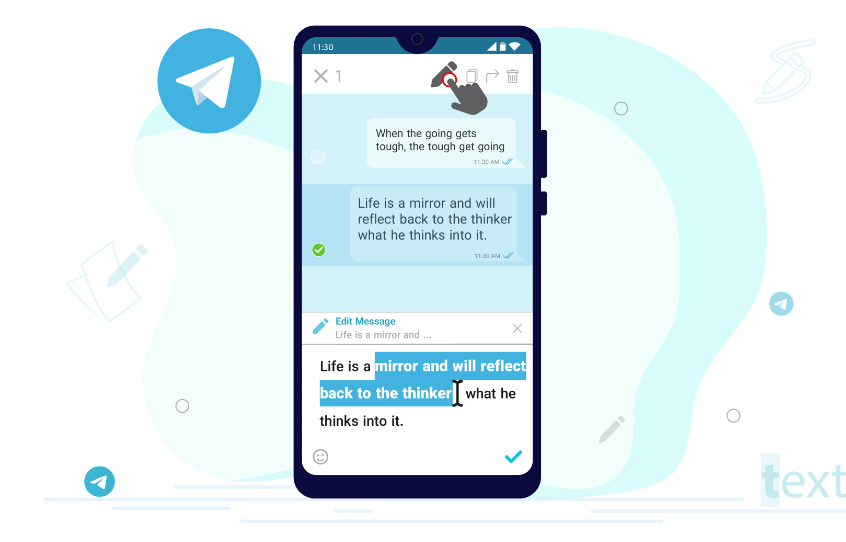 11:30
1
When the going gets
tough, the tough get going
11:30 AM
Life is a mirror and will
reflect back to the thinker
what he thinks into it.
11:30 AM
Edit Message
Life is a mirror and ...
Life is a mirror and will reflect
back to the thinker what he
thinks into it.
text